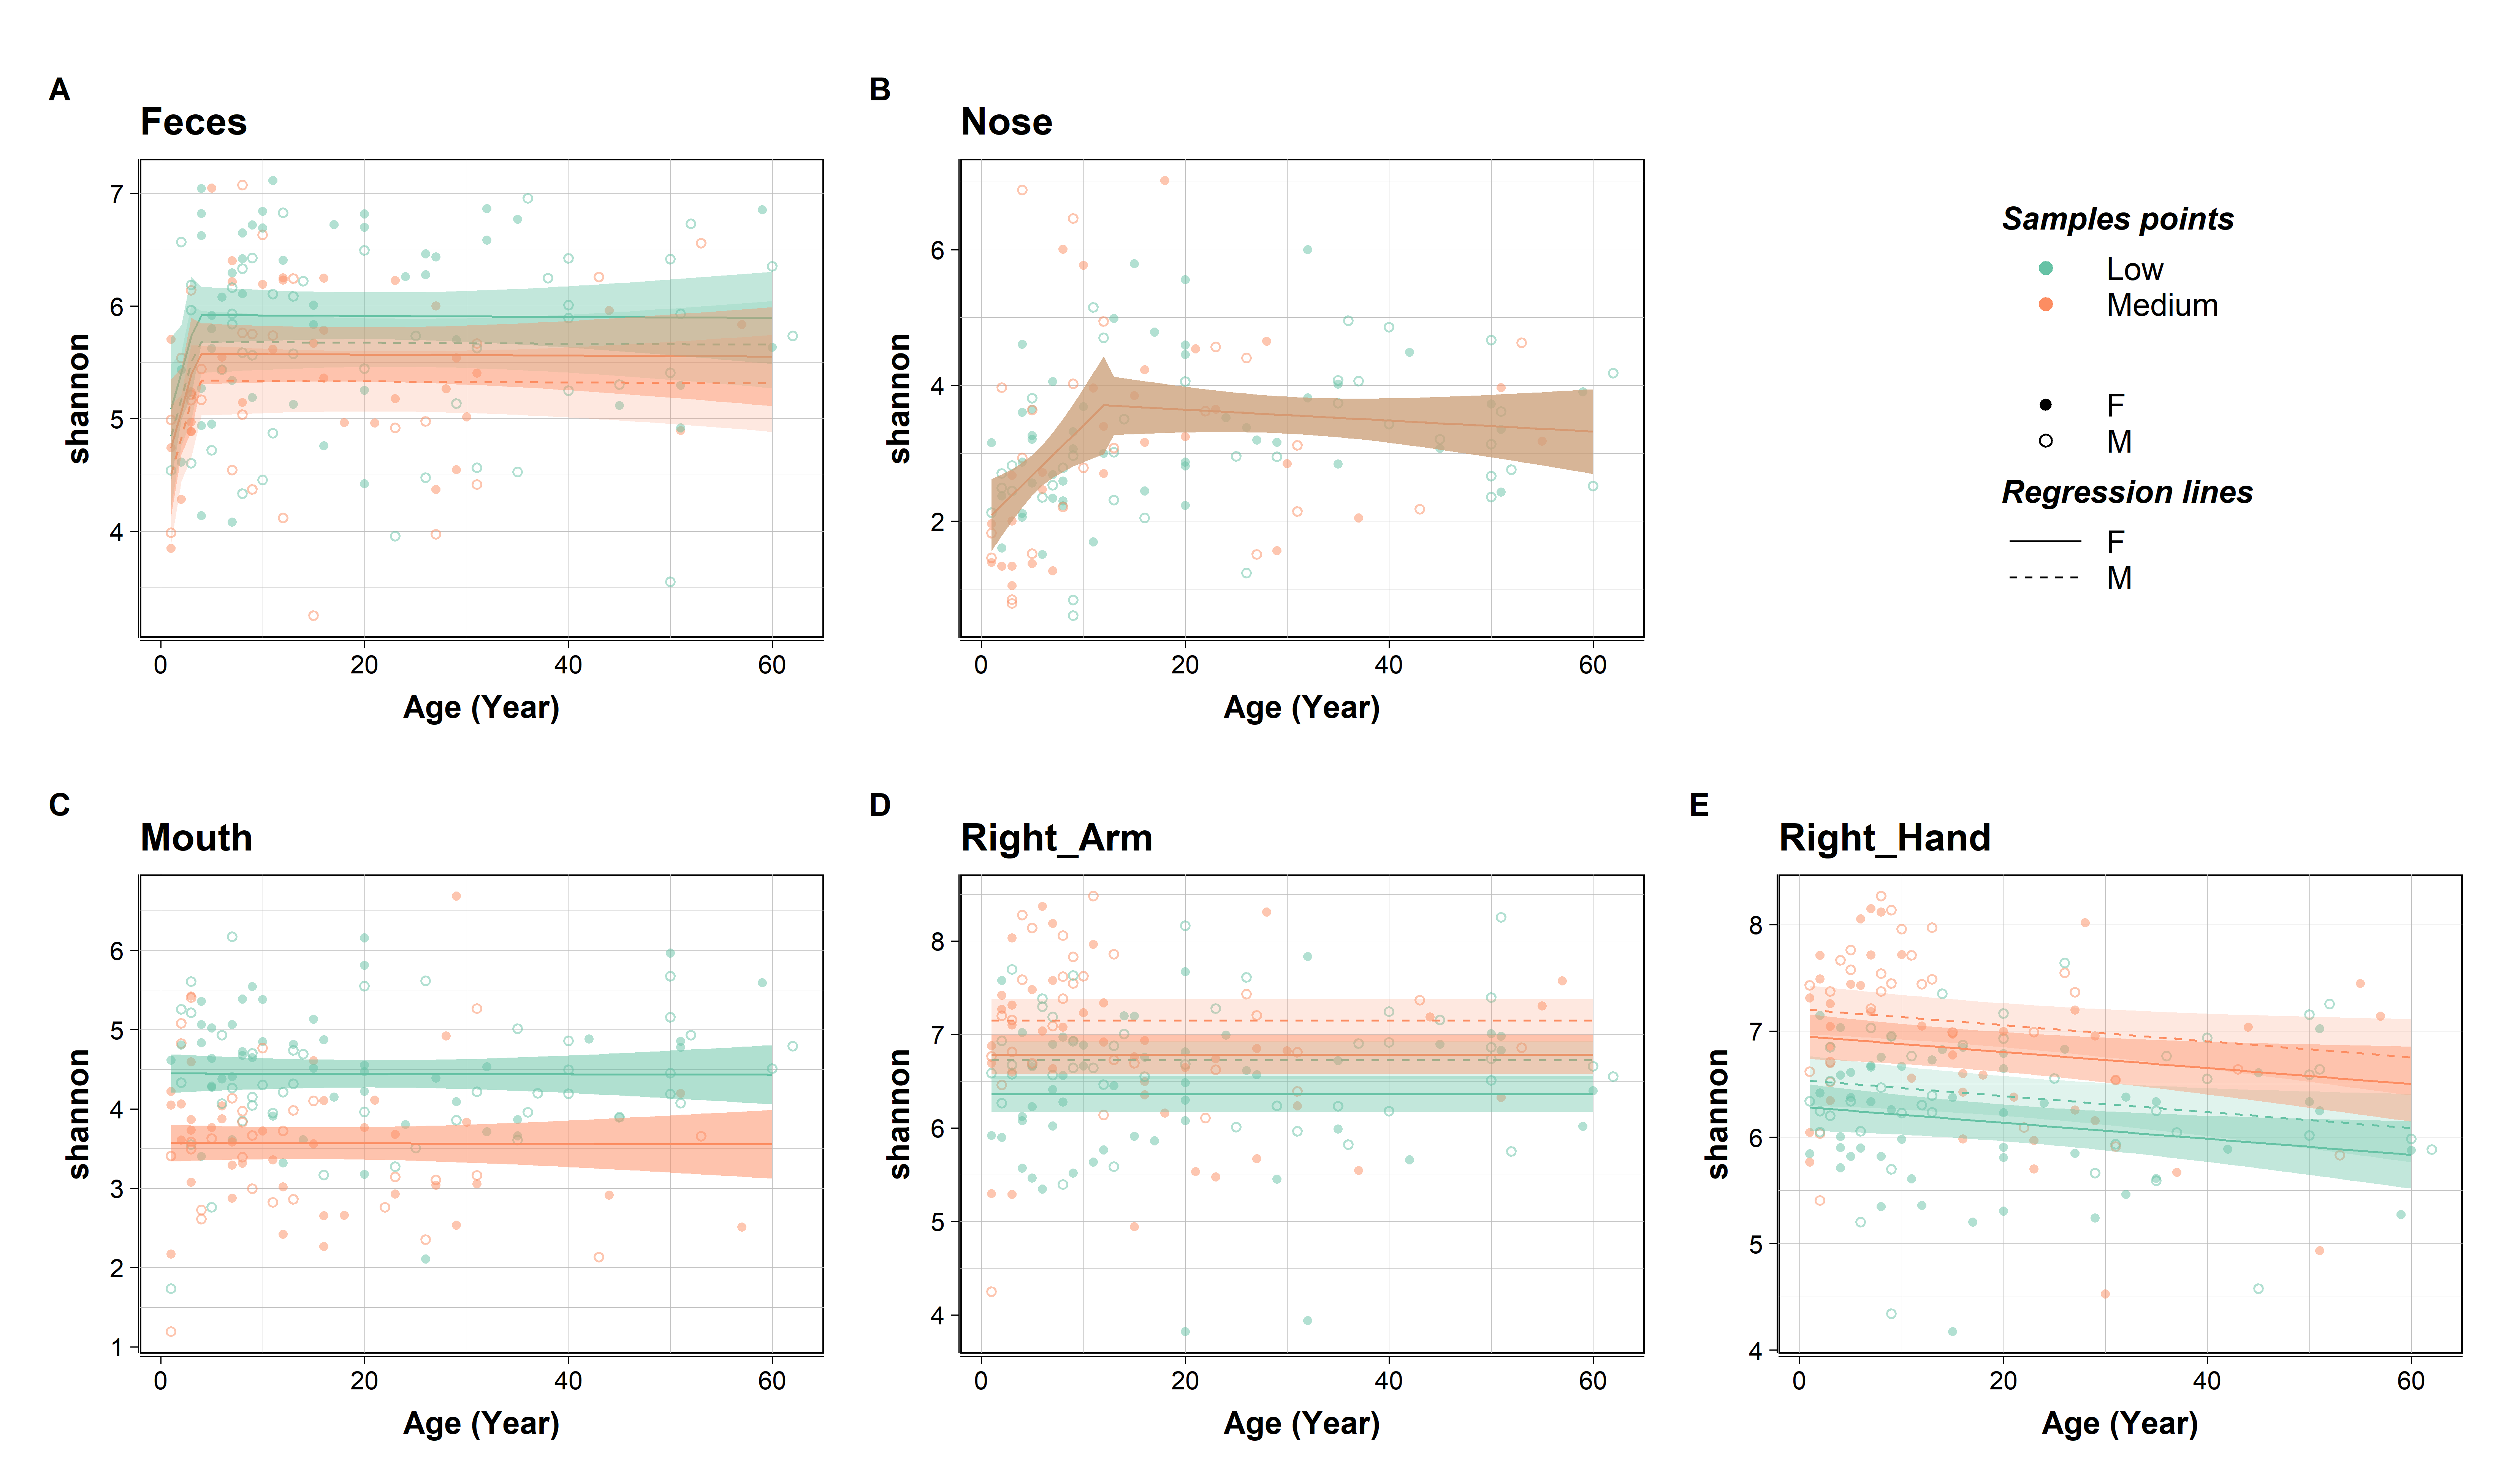 A
Feces
7
6
5
4
shannon
0 20 40 60
Age (Year)
B
Nose
6
4
2
shannon
0 20 40 60
Age (Year)
Samples points
Low
Medium
F
M
Regression lines
F
M
C
Mouth
6
5
4
3
2
1
shannon
0 20 40 60
Age (Year)
D
Right_Arm
8
7
6
5
4
shannon
0 20 40 60
Age (Year)
E
Right_Hand
8
7
6
5
4
shannon
0 20 40 60
Age (Year)